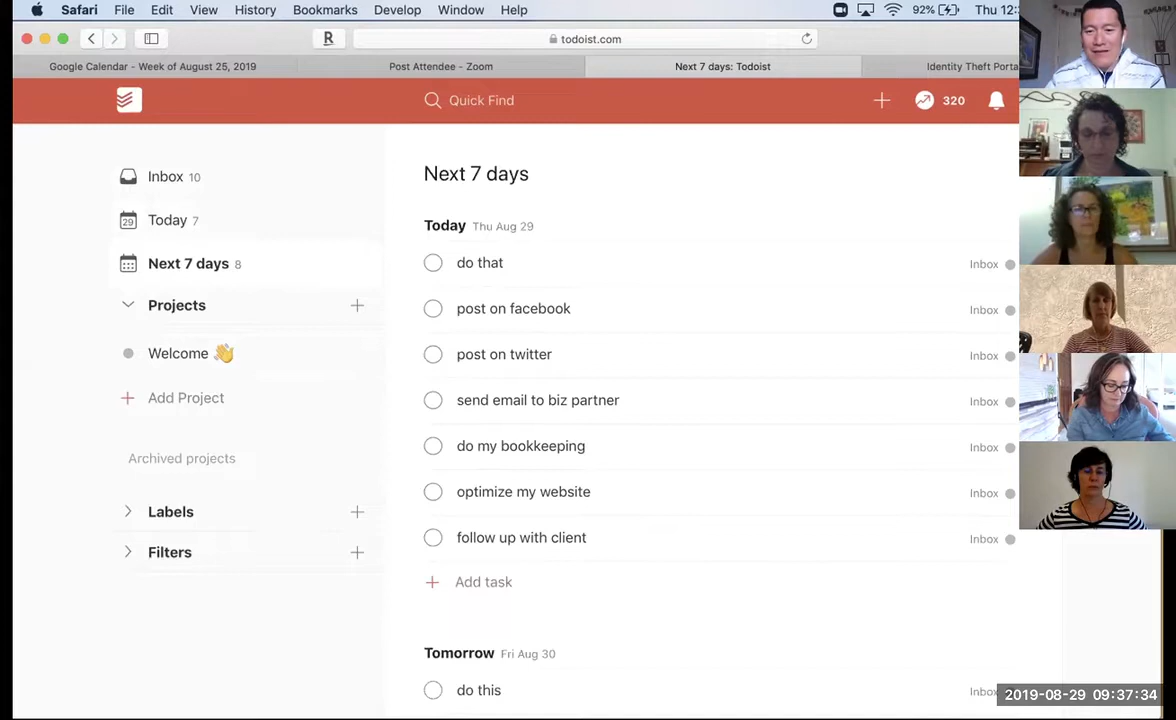 Safari File Edit View History Bookmarks Develop Window Help 92% Thu 12:
todoist.com
Google Calendar - Week of August 25, 2019 Post Attendee - Zoom Next 7 days: Todoist Identity Theft Porta
Quick Find 320
Inbox 10
29 Today 7
Next 7 days 8
Projects
Welcome 👋
Add Project
Archived projects
Labels
Filters
Next 7 days
Today Thu Aug 29
do that Inbox
post on facebook Inbox
post on twitter Inbox
send email to biz partner Inbox
do my bookkeeping Inbox
optimize my website Inbox
follow up with client Inbox
Add task
Tomorrow Fri Aug 30
do this Inbox
2019-08-29 09:37:34